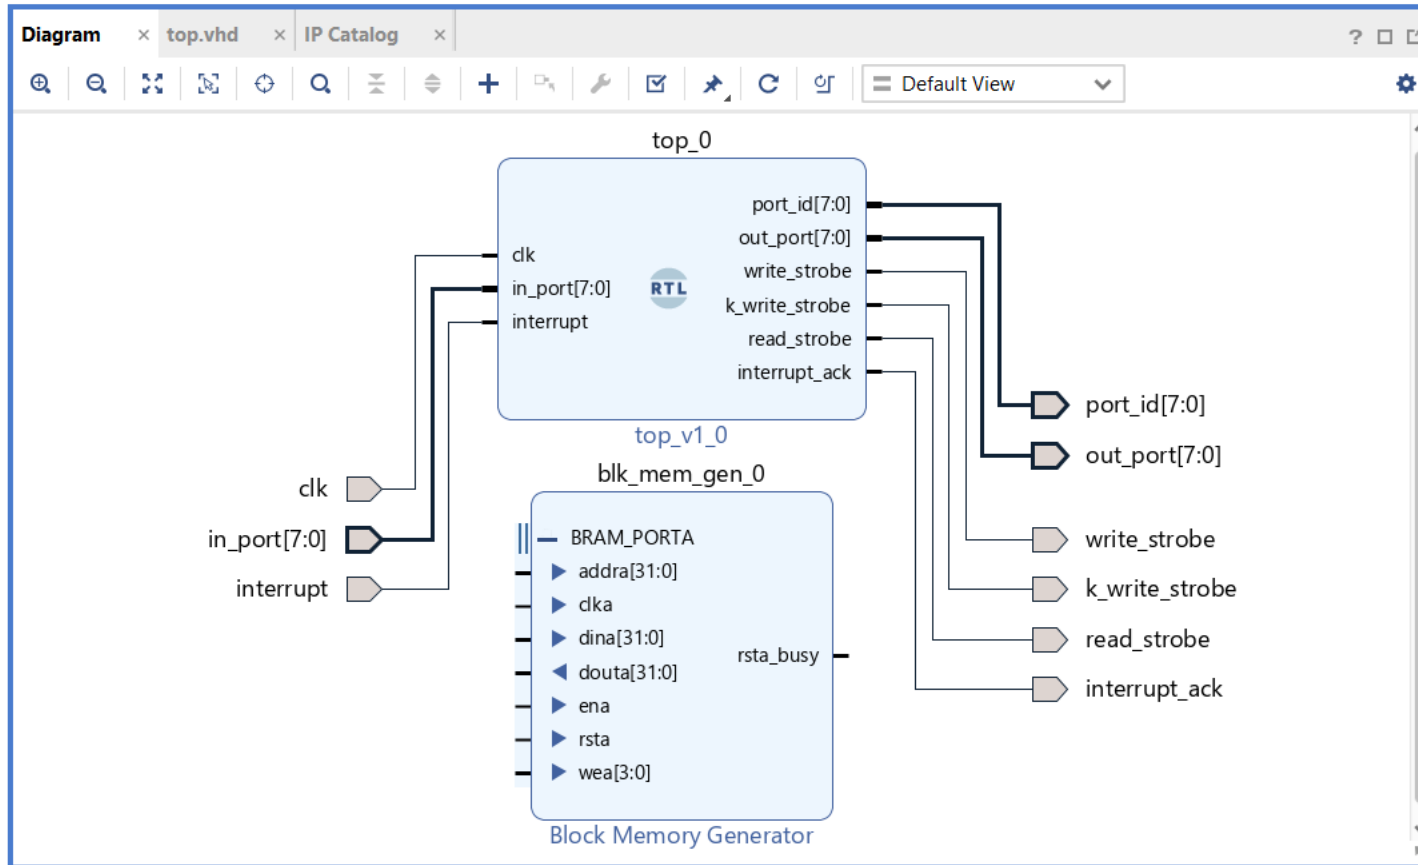 Diagram
top.vhd
IP Catalog
?
Default View
top_0
port_id[7:0]
out_port[7:0]
write_strobe
k_write_strobe
read_strobe
interrupt_ack
clk
in_port[7:0]
interrupt
RTL
top_v1_0
clk
in_port[7:0]
interrupt
port_id[7:0]
out_port[7:0]
write_strobe
k_write_strobe
read_strobe
interrupt_ack
blk_mem_gen_0
BRAM_PORTA
addra[31:0]
clka
dina[31:0]
douta[31:0]
ena
rsta
wea[3:0]
rsta_busy
Block Memory Generator